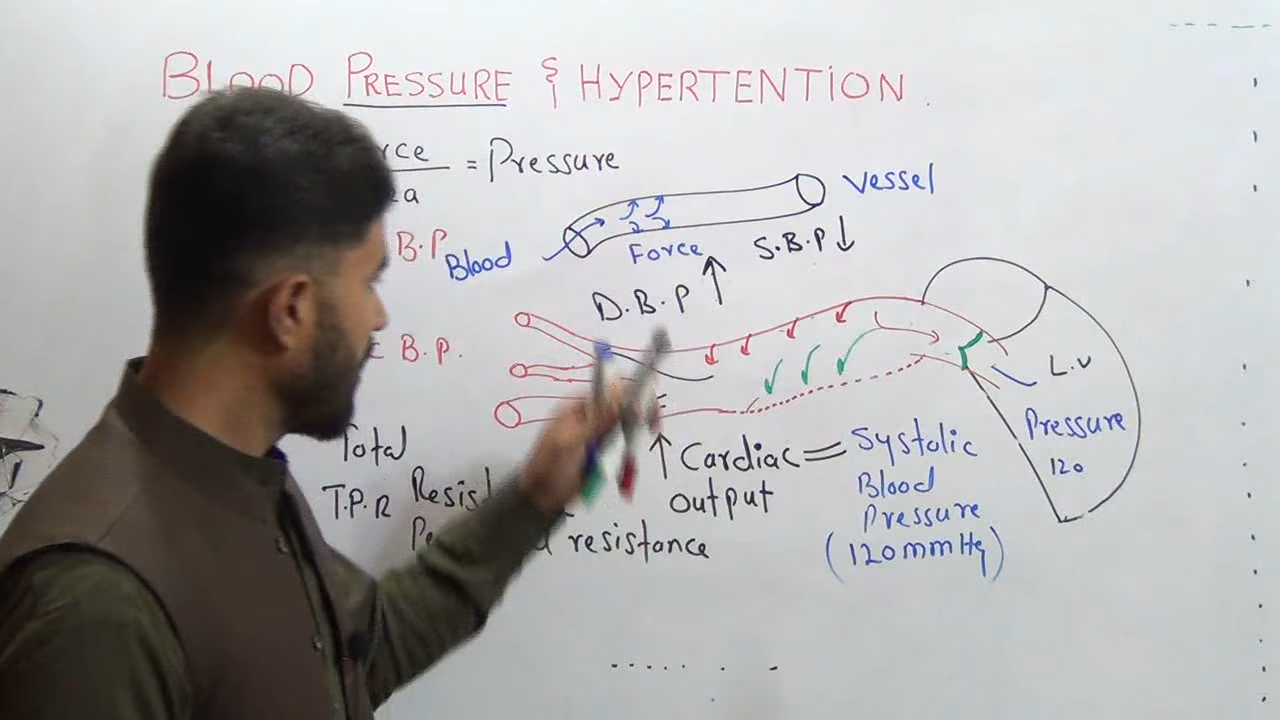 BLOOD PRESSURE & HYPERTENTION
= Pressure
Vessel
B.P
Blood
Force
S.B.P ↓
D.B.P ↑
B.P.
L.V
Pressure
120
Total
T.P.R
resistance
↑ Cardiac
output
= Systolic
Blood
Pressure
(120mmHg)